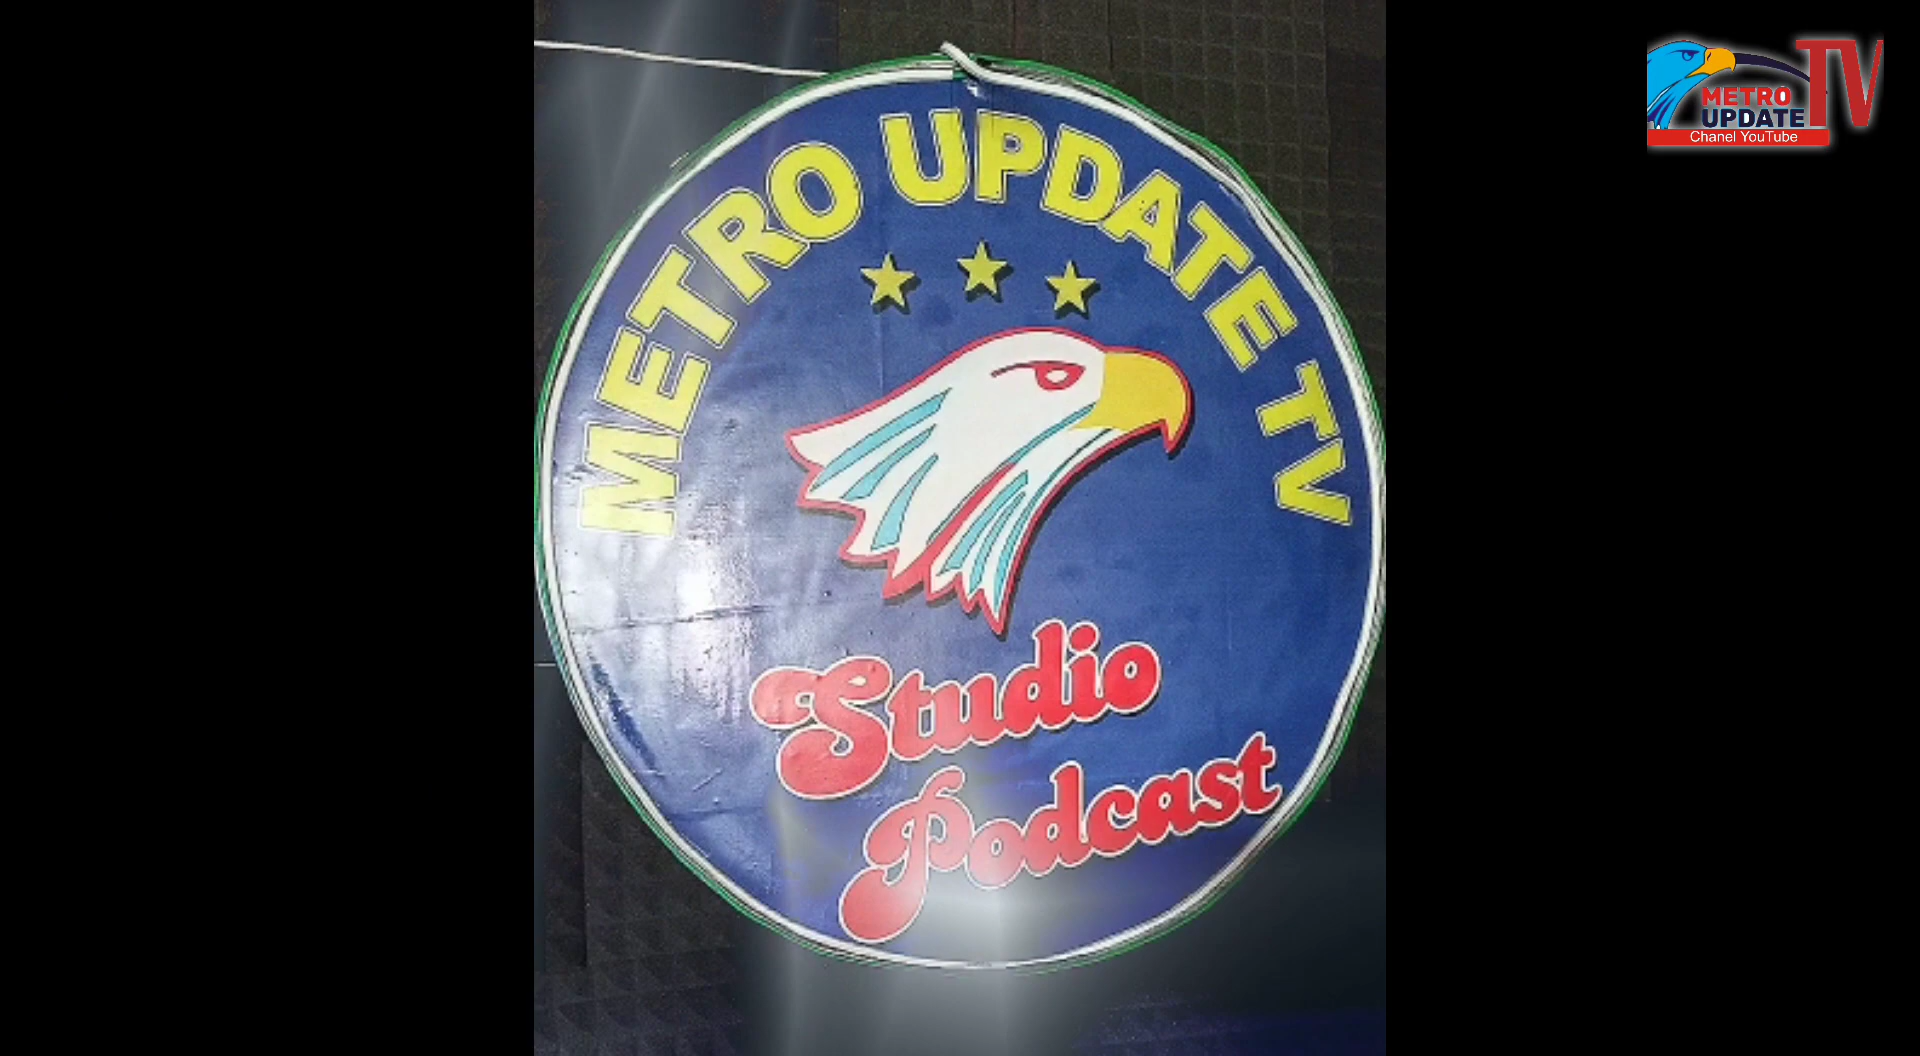 METRO UPDATE TV
Studio
Podcast
METRO
UPDATE
TV
Chanel YouTube